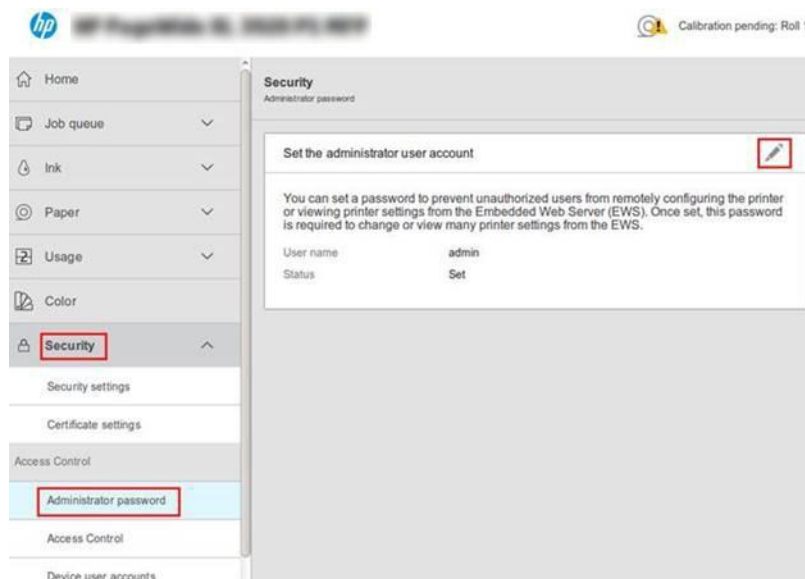 hp
Calibration pending: Roll
Home
Job queue
Ink
Paper
Usage
Color
Security
Security settings
Certificate settings
Access Control
Administrator password
Access Control
Device user accounts
Security
Administrator password
Set the administrator user account
You can set a password to prevent unauthorized users from remotely configuring the printer
or viewing printer settings from the Embedded Web Server (EWS). Once set, this password
is required to change or view many printer settings from the EWS.
User name admin
Status Set